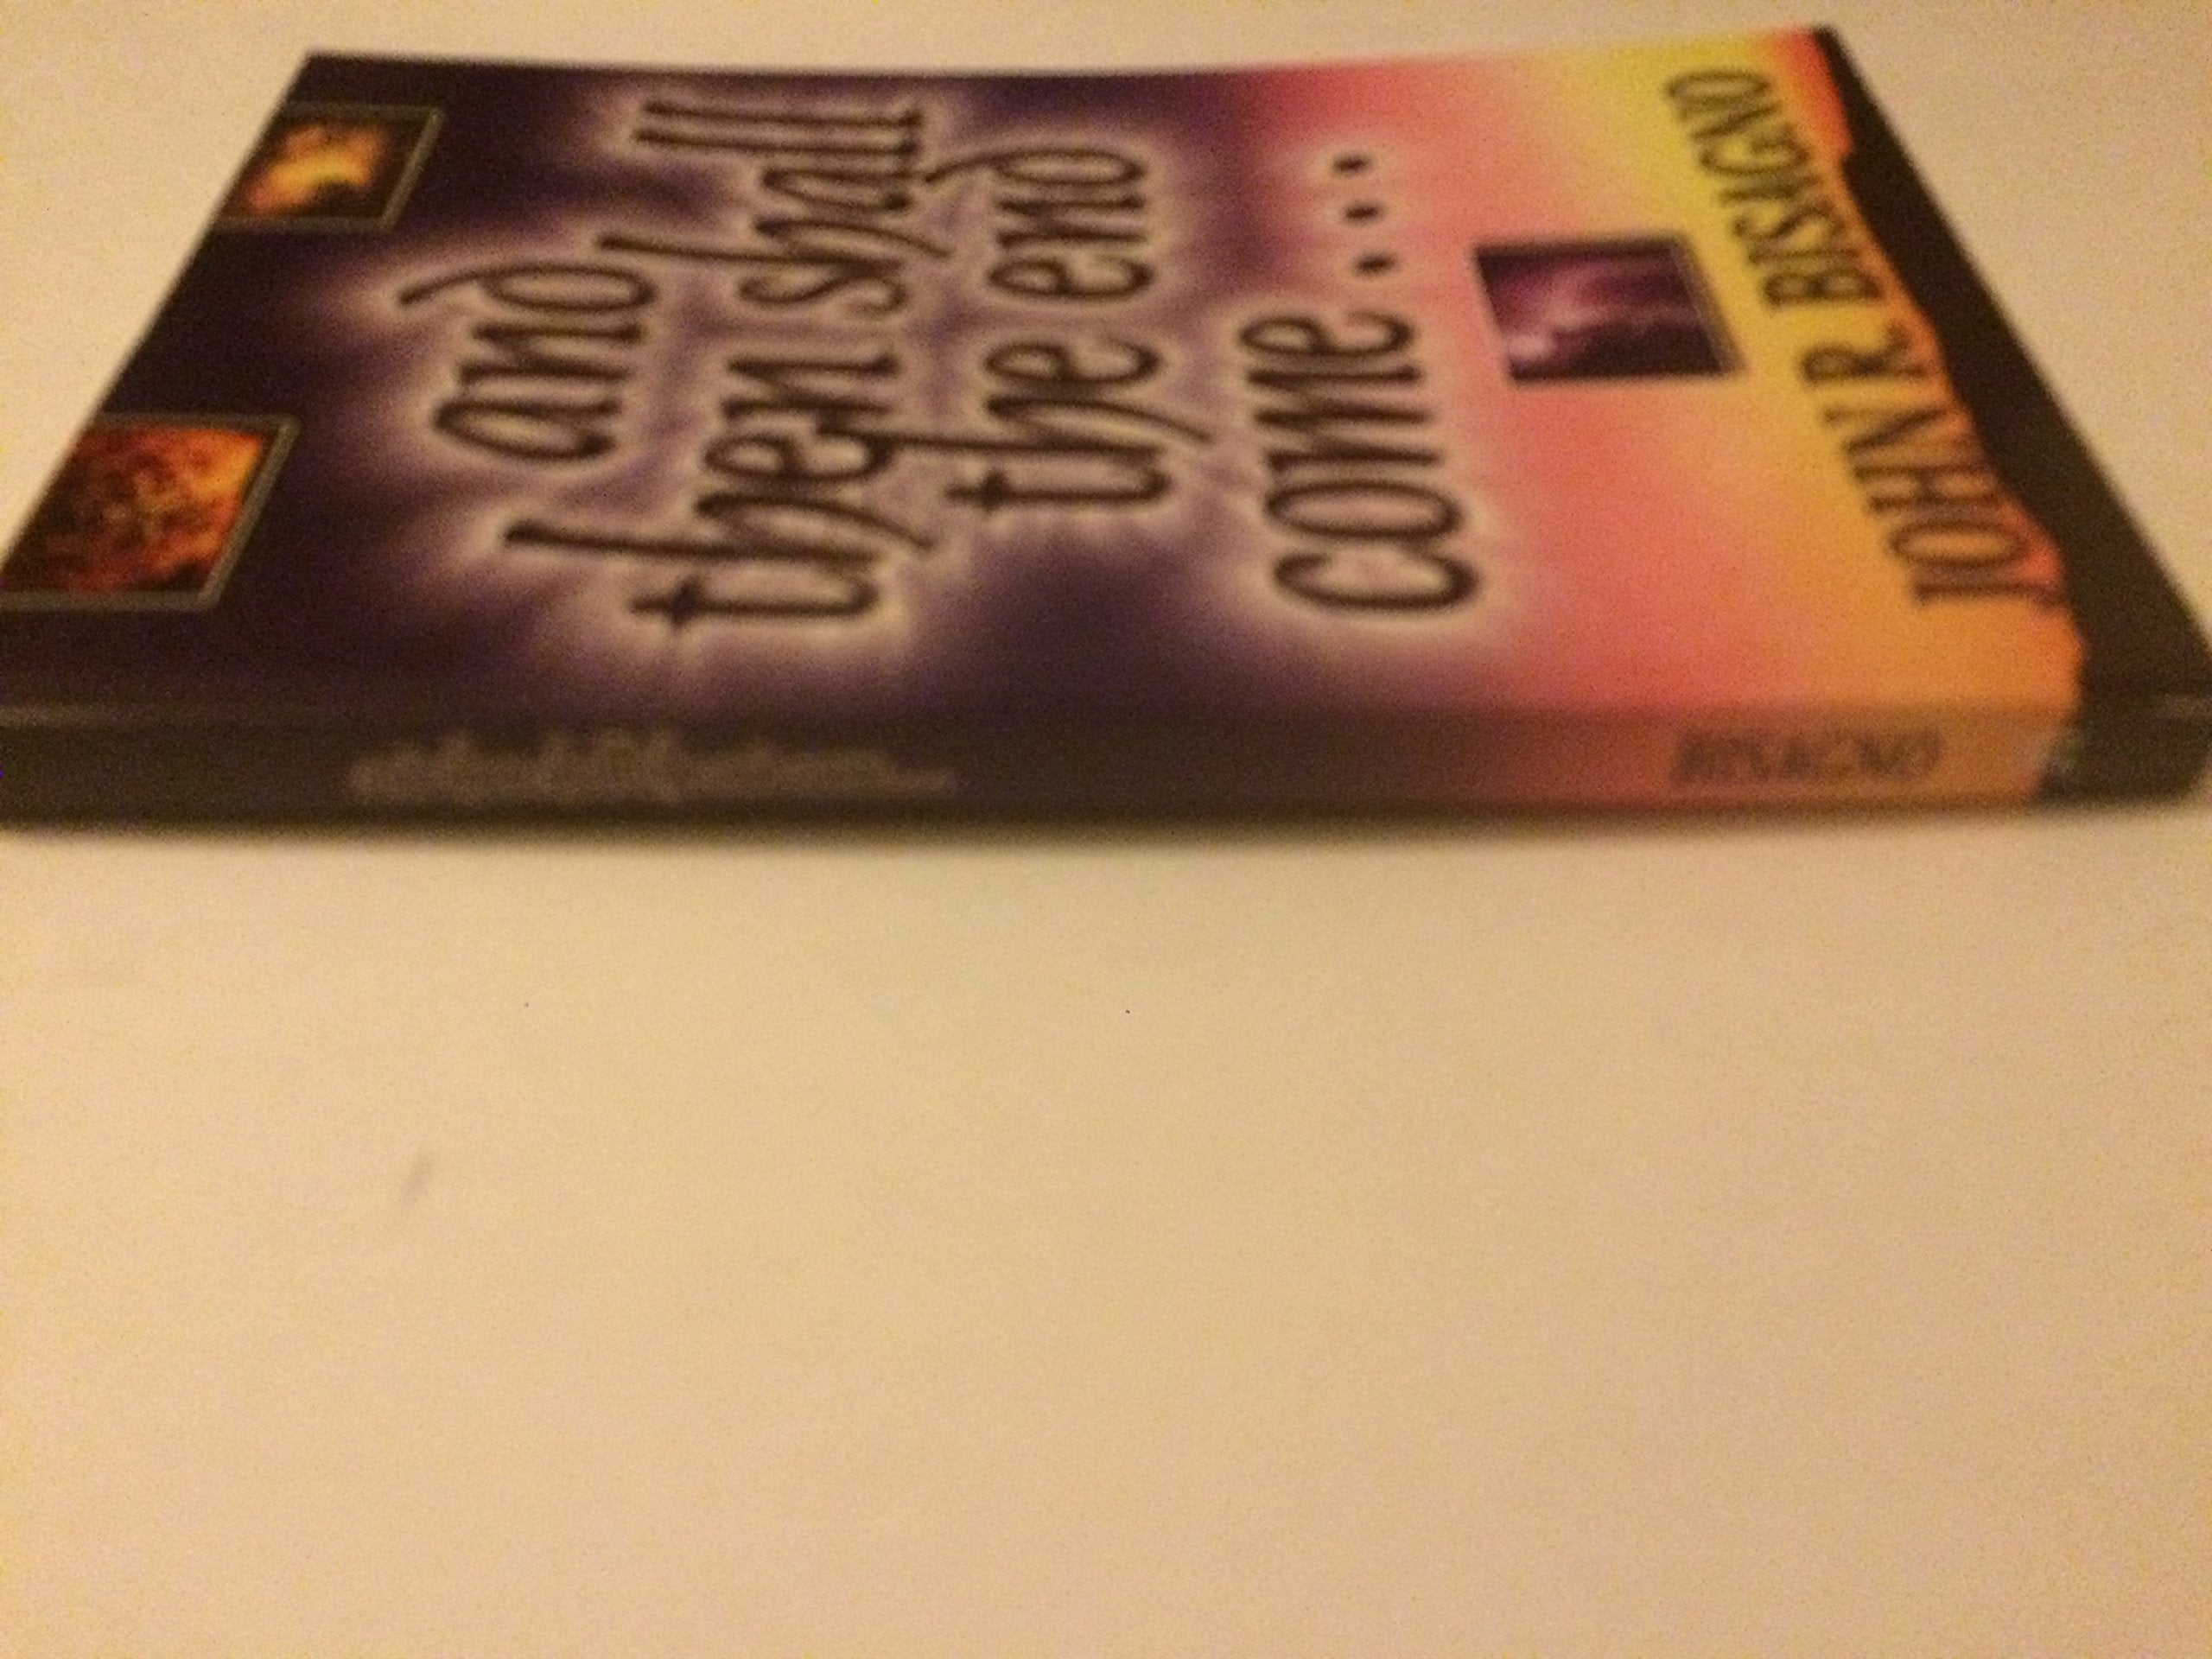 and
then shall
the end
come...
JOHN R. BISAGNO
BISAGNO